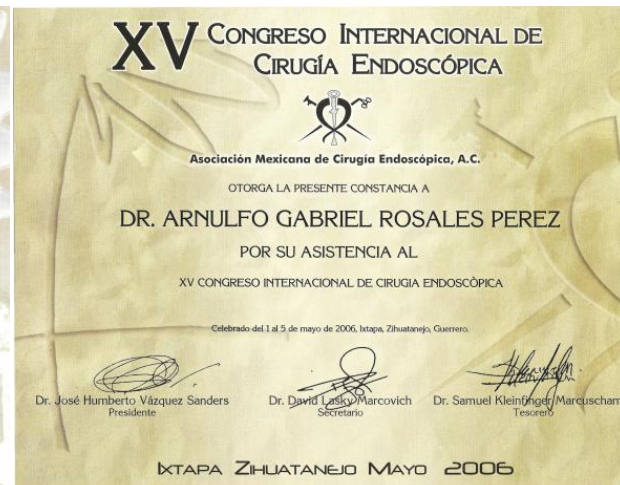 XV CONGRESO INTERNACIONAL DE
CIRUGÍA ENDOSCÓPICA
Asociación Mexicana de Cirugía Endoscópica, A.C.
OTORGA LA PRESENTE CONSTANCIA A
DR. ARNULFO GABRIEL ROSALES PEREZ
POR SU ASISTENCIA AL
XV CONGRESO INTERNACIONAL DE CIRUGIA ENDOSCÒPICA
Celebrado del 1 al 5 de mayo de 2006, Ixtapa, Zihuatanejo, Guerrero.
Dr. José Humberto Vázquez Sanders
Presidente
Dr. David Lasky Marcovich
Secretario
Dr. Samuel Kleinfinger Marcuscham
Tesorero
IXTAPA ZIHUATANEJO MAYO 2006